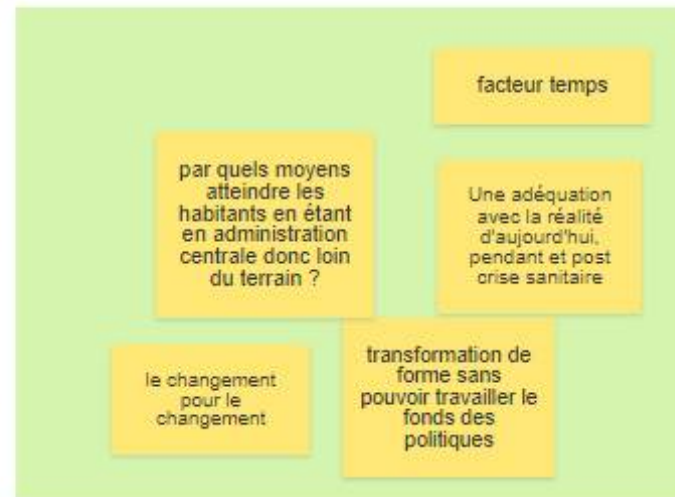 facteur temps
par quels moyens
atteindre les
habitants en étant
en administration
centrale donc loin
du terrain ?
Une adéquation
avec la réalité
d'aujourd'hui,
pendant et post
crise sanitaire
le changement
pour le
changement
transformation de
forme sans
pouvoir travailler le
fonds des
politiques